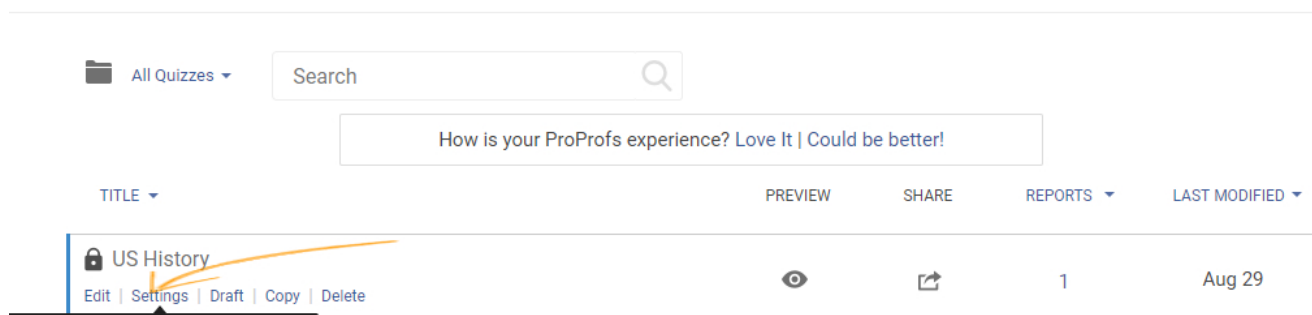 All Quizzes Search
How is your ProProfs experience? Love It | Could be better!
TITLE PREVIEW SHARE REPORTS LAST MODIFIED
US History
Edit | Settings | Draft | Copy | Delete 1 Aug 29